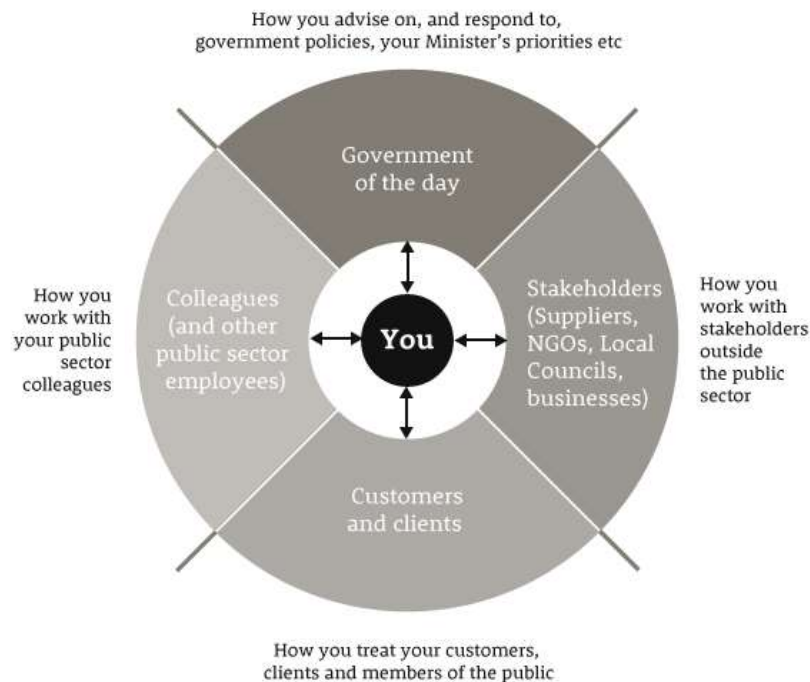 How you advise on, and respond to,
government policies, your Minister's priorities etc
Government
of the day
How you
work with
your public
sector
colleagues
Colleagues
(and other
public sector
employees)
You
Stakeholders
(Suppliers,
NGOs, Local
Councils,
businesses)
How you
work with
stakeholders
outside
the public
sector
Customers
and clients
How you treat your customers,
clients and members of the public